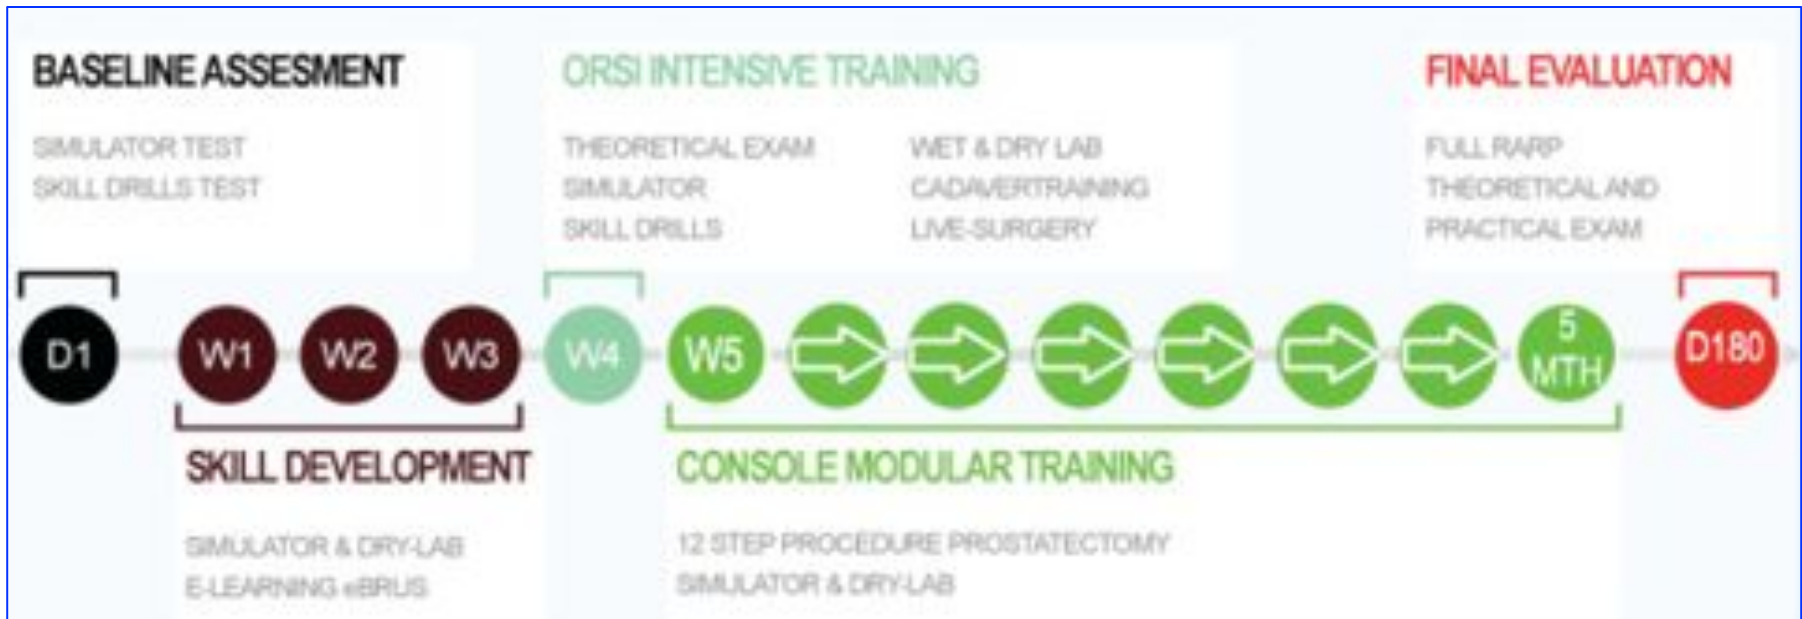 BASELINE ASSESMENT
SIMULATOR TEST
SKILL DRILLS TEST
ORSI INTENSIVE TRAINING
THEORETICAL EXAM
SIMULATOR
SKILL DRILLS
WET & DRY LAB
CADAVERTRAINING
LIVE-SURGERY
FINAL EVALUATION
FULL RARP
THEORETICAL AND
PRACTICAL EXAM
D1
W1
W2
W3
W4
W5
5
MTH
D180
SKILL DEVELOPMENT
SIMULATOR & DRY-LAB
E-LEARNING eBRUS
CONSOLE MODULAR TRAINING
12 STEP PROCEDURE PROSTATECTOMY
SIMULATOR & DRY-LAB